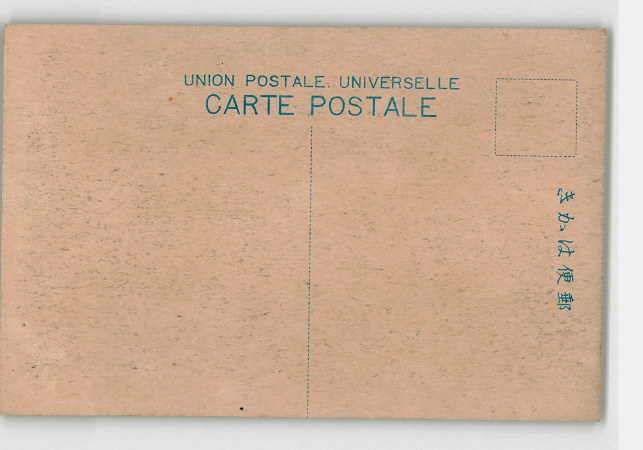 UNION POSTALE. UNIVERSELLE
CARTE POSTALE
郵便はかき